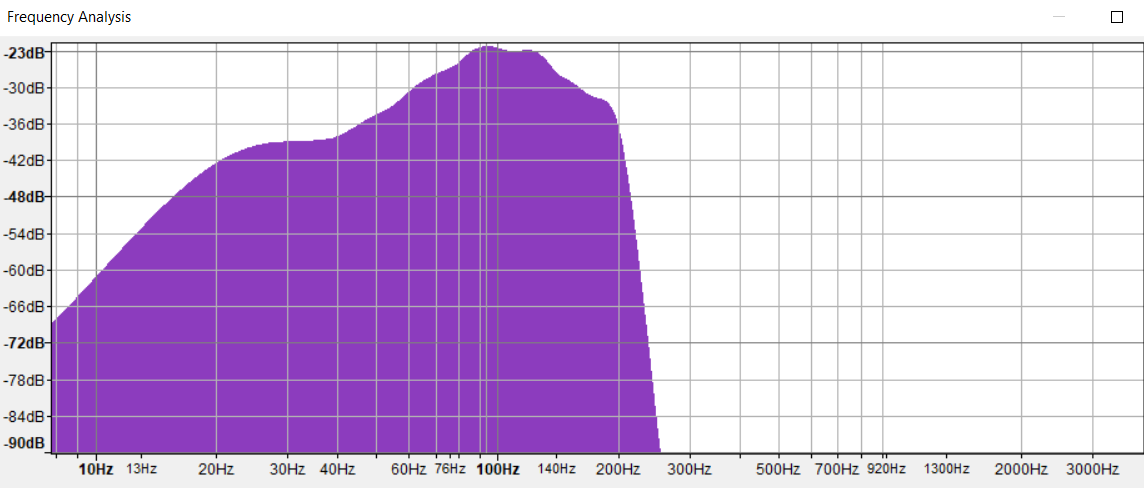 Frequency Analysis
-23dB
-30dB
-36dB
-42dB
-48dB
-54dB
-60dB
-66dB
-72dB
-78dB
-84dB
-90dB
10Hz 13Hz 20Hz 30Hz 40Hz 60Hz 76Hz 100Hz 140Hz 200Hz 300Hz 500Hz 700Hz 920Hz 1300Hz 2000Hz 3000Hz